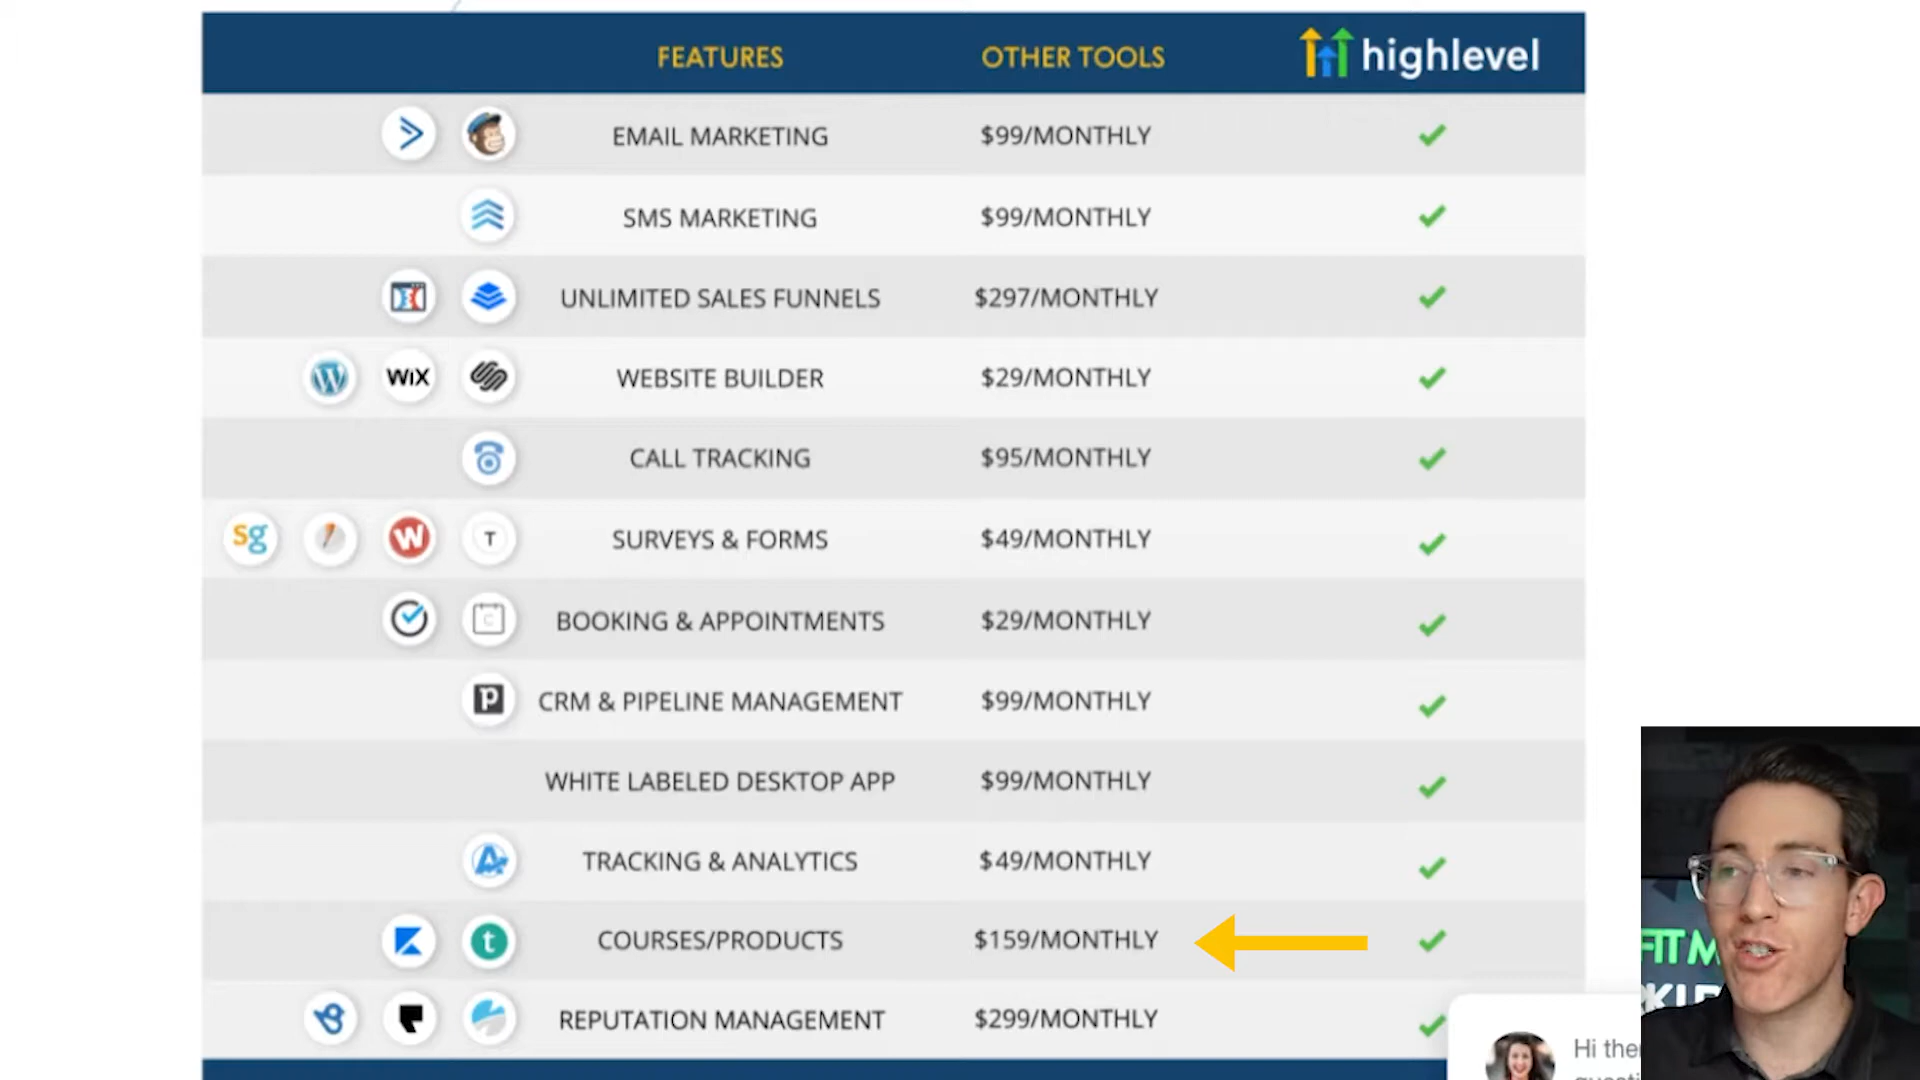 FEATURES OTHER TOOLS highlevel
EMAIL MARKETING $99/MONTHLY
SMS MARKETING $99/MONTHLY
UNLIMITED SALES FUNNELS $297/MONTHLY
WIX WEBSITE BUILDER $29/MONTHLY
CALL TRACKING $95/MONTHLY
sg W T SURVEYS & FORMS $49/MONTHLY
C BOOKING & APPOINTMENTS $29/MONTHLY
p CRM & PIPELINE MANAGEMENT $99/MONTHLY
WHITE LABELED DESKTOP APP $99/MONTHLY
TRACKING & ANALYTICS $49/MONTHLY
t COURSES/PRODUCTS $159/MONTHLY
REPUTATION MANAGEMENT $299/MONTHLY
Hi